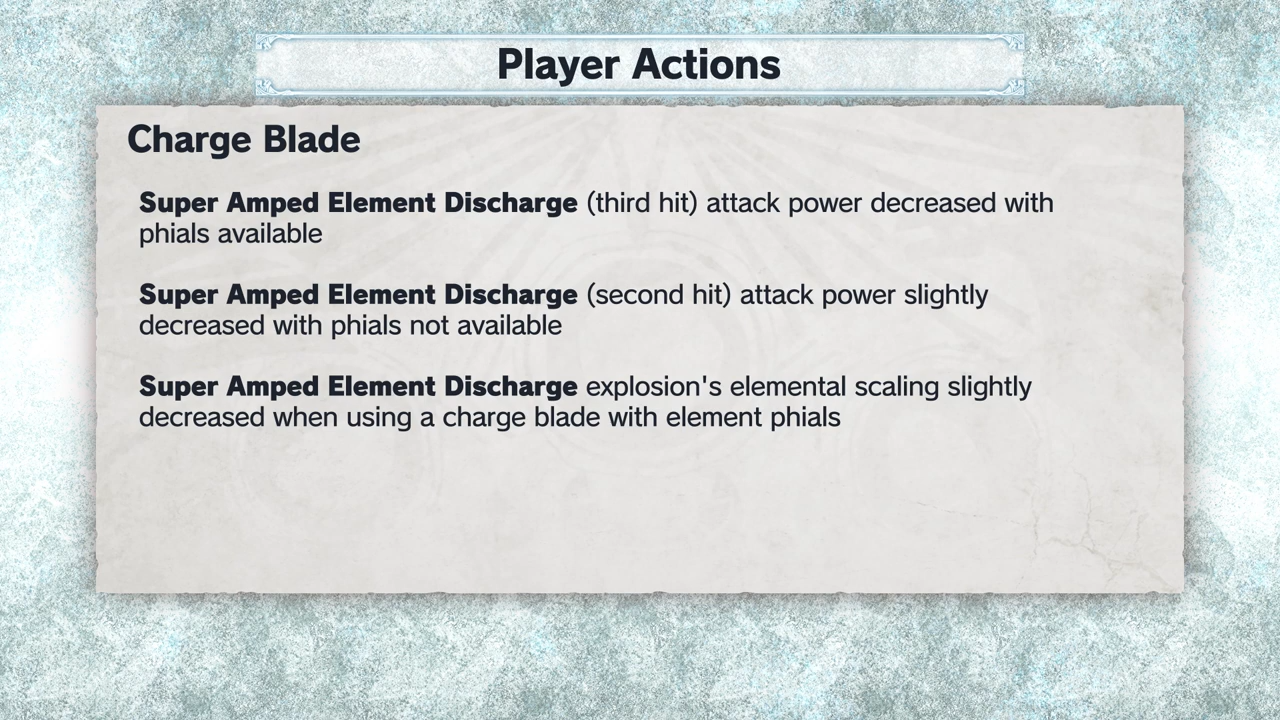 Player Actions
Charge Blade
Super Amped Element Discharge (third hit) attack power decreased with
phials available
Super Amped Element Discharge (second hit) attack power slightly
decreased with phials not available
Super Amped Element Discharge explosion's elemental scaling slightly
decreased when using a charge blade with element phials